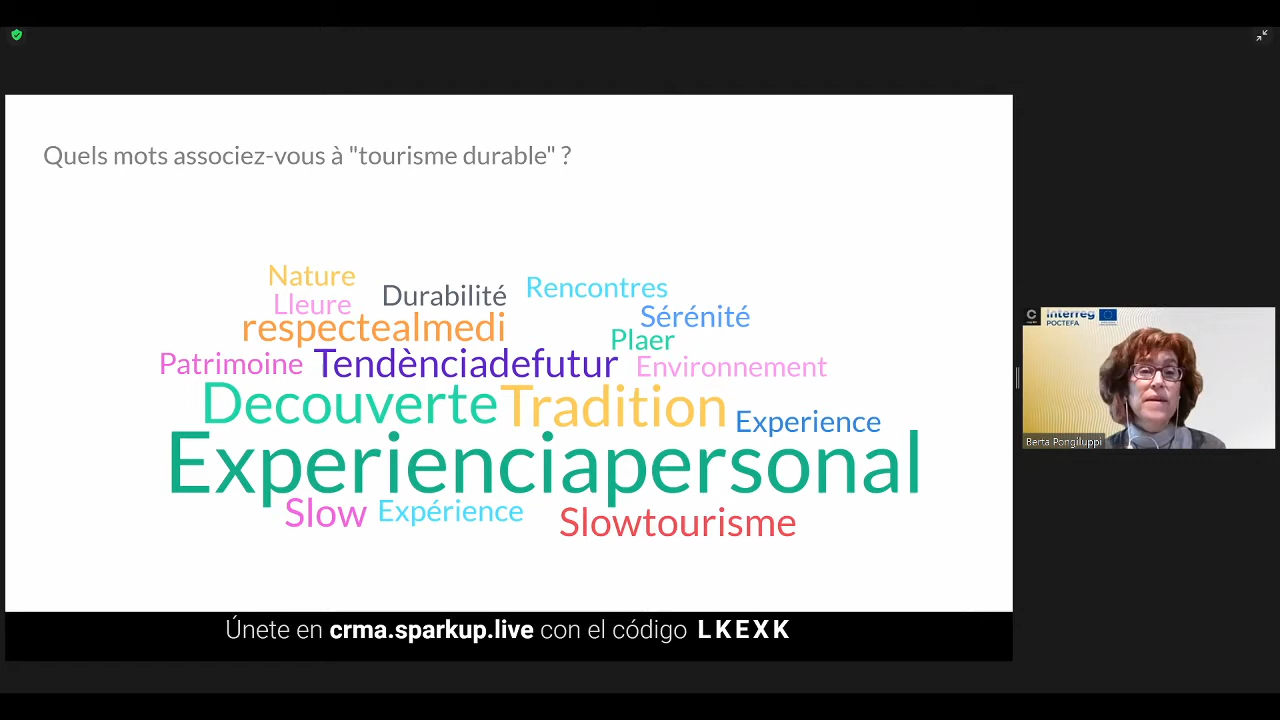 Quels mots associez-vous à "tourisme durable" ?
Nature
Lleure
Durabilité
Rencontres
Sérénité
respectealmedi
Plaer
Patrimoine
Tendènciadefutur
Environnement
Decouverte
Tradition
Experience
Experienciapersonal
Slow
Expérience
Slowtourisme
Únete en crma.sparkup.live con el código LKEXK
Interreg
POCTEFA
Berta Pongiluppi